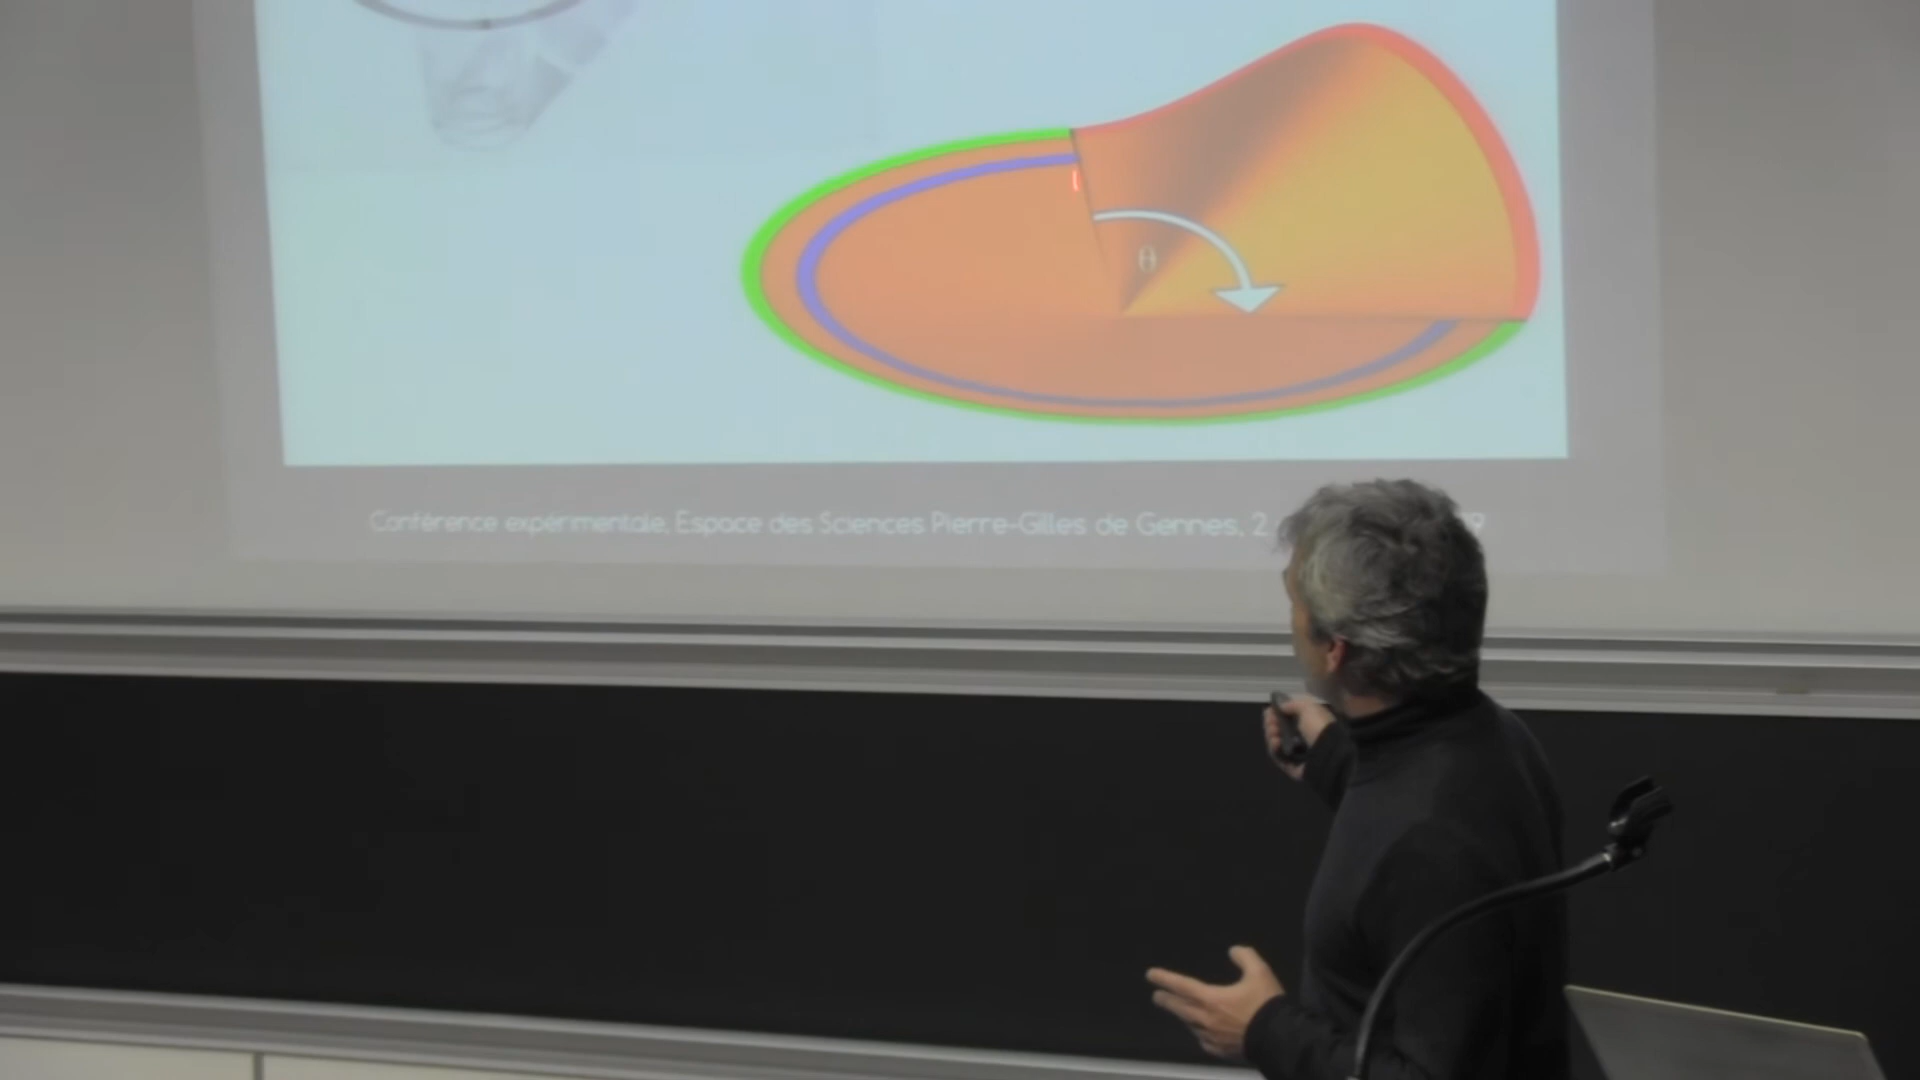 θ
Conférence expérimentale, Espace des Sciences Pierre-Gilles de Gennes, 2